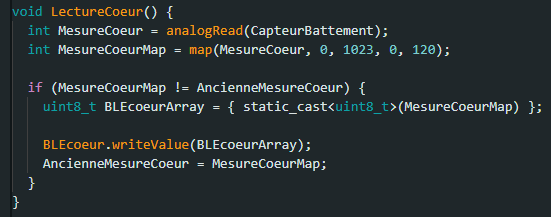 void LectureCoeur() {
int MesureCoeur = analogRead(CapteurBattement);
int MesureCoeurMap = map(MesureCoeur, 0, 1023, 0, 120);
if (MesureCoeurMap != AncienneMesureCoeur) {
uint8_t BLEcoeurArray = { static_cast<uint8_t>(MesureCoeurMap) };
BLEcoeur.writeValue(BLEcoeurArray);
AncienneMesureCoeur = MesureCoeurMap;
}
}